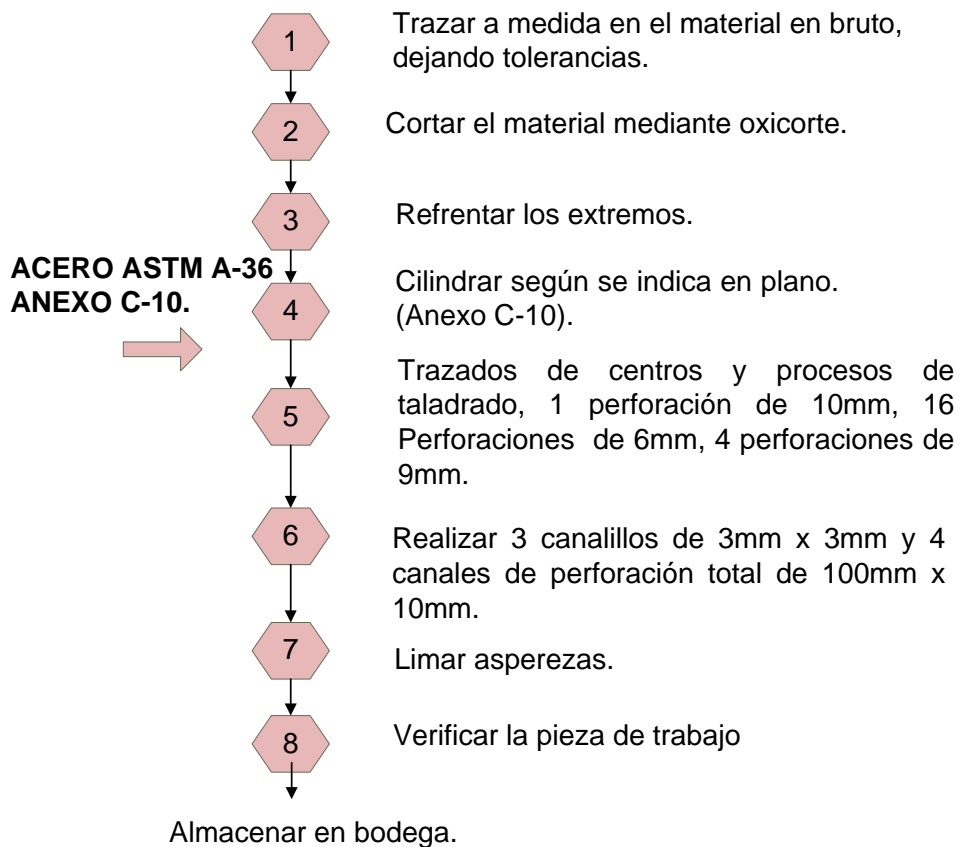 1
Trazar a medida en el material en bruto,
dejando tolerancias.
2
Cortar el material mediante oxicorte.
3
Refrentar los extremos.
ACERO ASTM A-36
ANEXO C-10.
4
Cilindrar según se indica en plano.
(Anexo C-10).
5
Trazados de centros y procesos de
taladrado, 1 perforación de 10mm, 16
Perforaciones de 6mm, 4 perforaciones de
9mm.
6
Realizar 3 canalillos de 3mm x 3mm y 4
canales de perforación total de 100mm x
10mm.
7
Limar asperezas.
8
Verificar la pieza de trabajo
Almacenar en bodega.